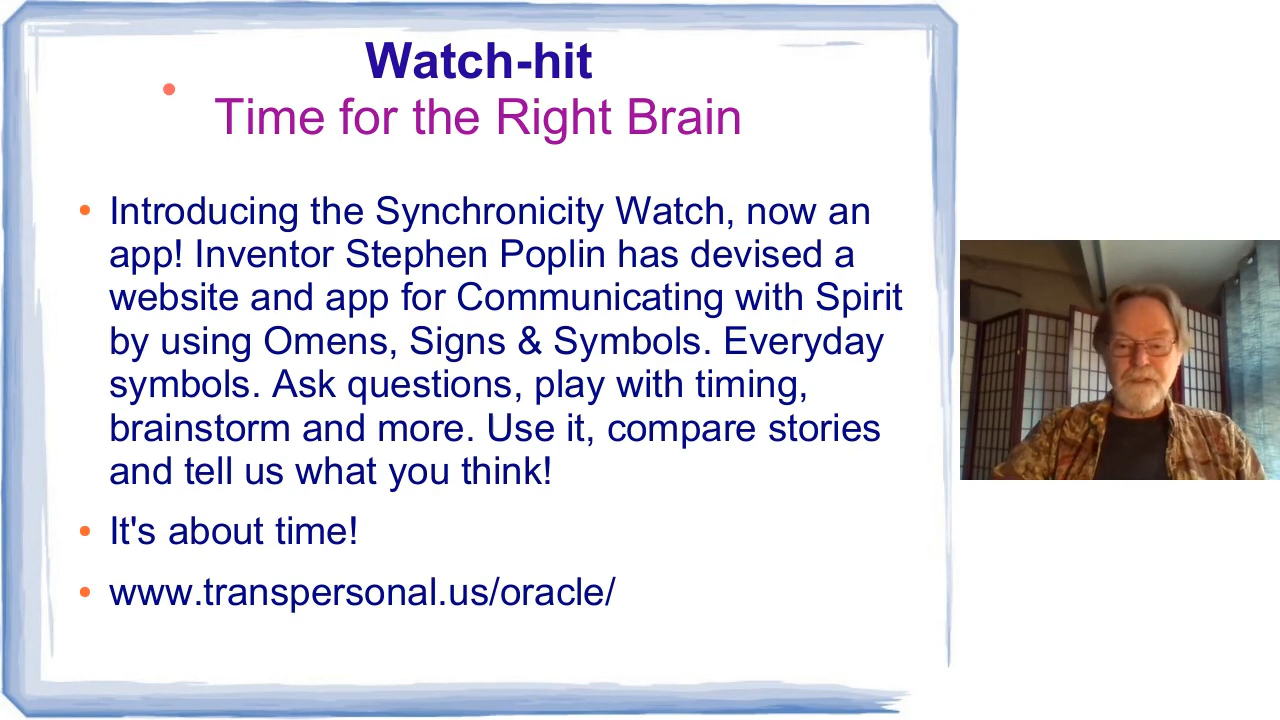 Watch-hit
Time for the Right Brain
Introducing the Synchronicity Watch, now an
app! Inventor Stephen Poplin has devised a
website and app for Communicating with Spirit
by using Omens, Signs & Symbols. Everyday
symbols. Ask questions, play with timing,
brainstorm and more. Use it, compare stories
and tell us what you think!
It's about time!
www.transpersonal.us/oracle/